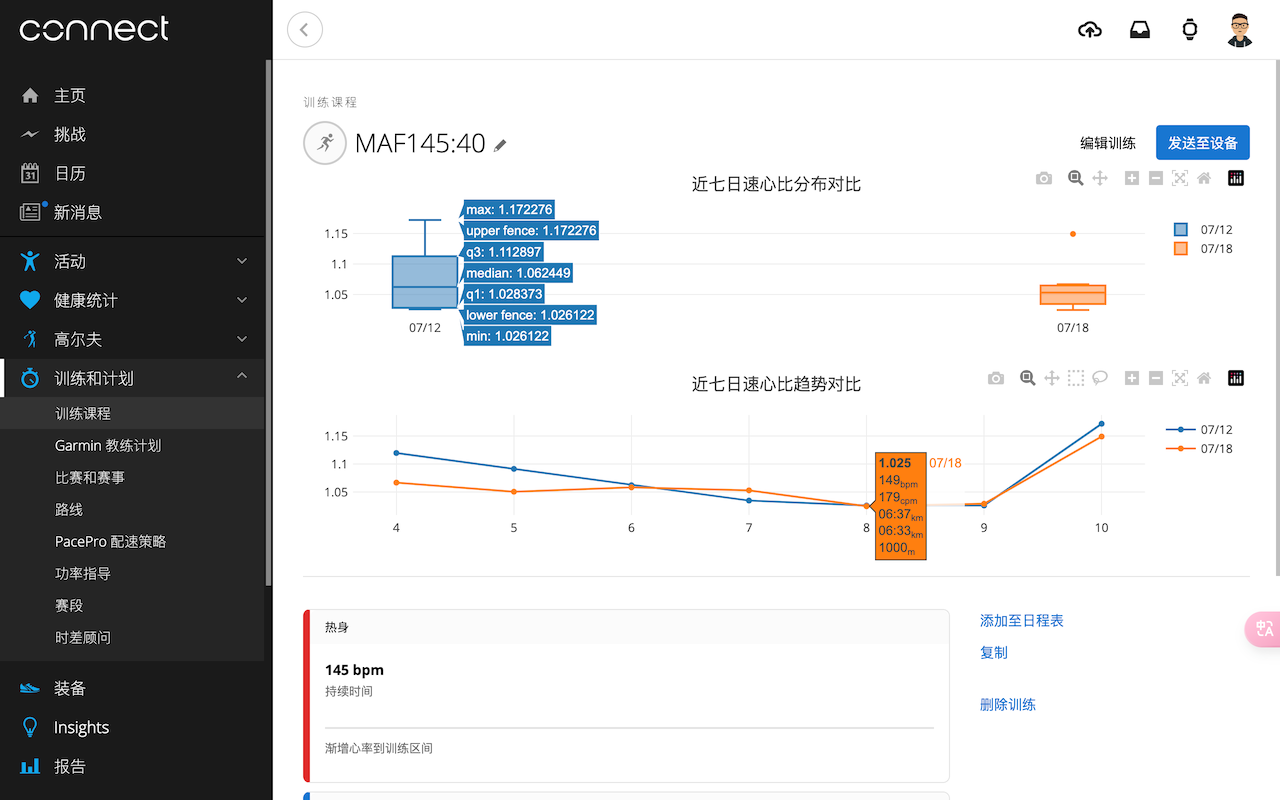 connect
主页
挑战
31
日历
新消息
活动
健康统计
高尔夫
训练和计划
训练课程
Garmin 教练计划
比赛和赛事
路线
PacePro 配速策略
功率指导
赛段
时差顾问
装备
Insights
报告
训练课程
MAF145:40
编辑训练
发送至设备
近七日速心比分布对比
1.15
1.1
1.05
max: 1.172276
upper fence: 1.172276
q3: 1.112897
median: 1.062449
q1: 1.028373
lower fence: 1.026122
min: 1.026122
07/12
07/18
07/12
07/18
近七日速心比趋势对比
1.15
1.1
1.05
4
5
6
7
8
9
10
1.025
149bpm
179cpm
06:37km
06:33km
1000m
07/18
07/12
07/18
热身
145 bpm
持续时间
渐增心率到训练区间
添加至日程表
复制
删除训练
中
A